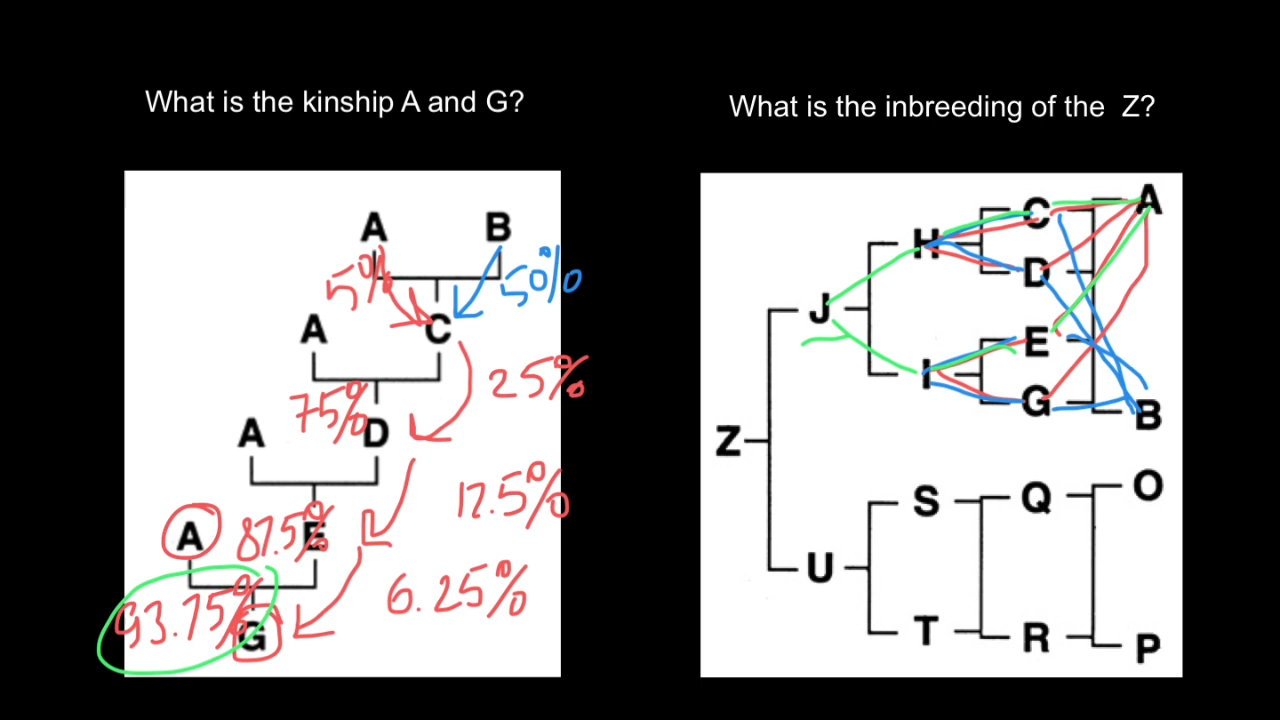 What is the kinship A and G?
What is the inbreeding of the Z?
A B
5% 50%
A C
75% 25%
A D
12.5%
A 87.5% E
6.25%
93.75%
G
C A
H
D
J
E
I
G B
Z
S Q O
U
T R P